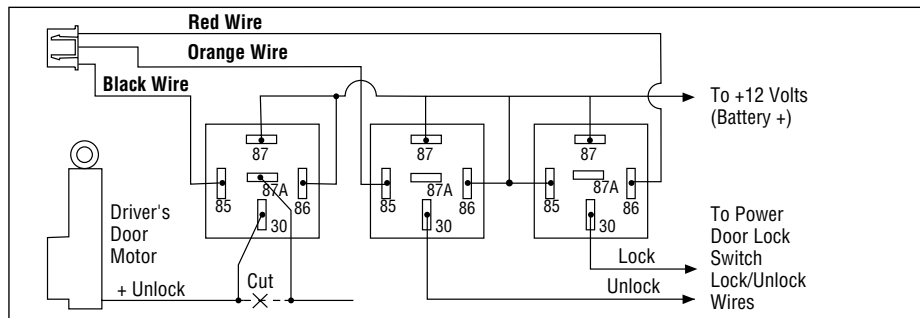 Red Wire
Orange Wire
Black Wire
To +12 Volts
(Battery +)
87
87
87
87A
87A
87A
85
86
85
86
85
86
30
30
30
Driver's
Door
Motor
+ Unlock
Cut
Lock
Unlock
To Power
Door Lock
Switch
Lock/Unlock
Wires